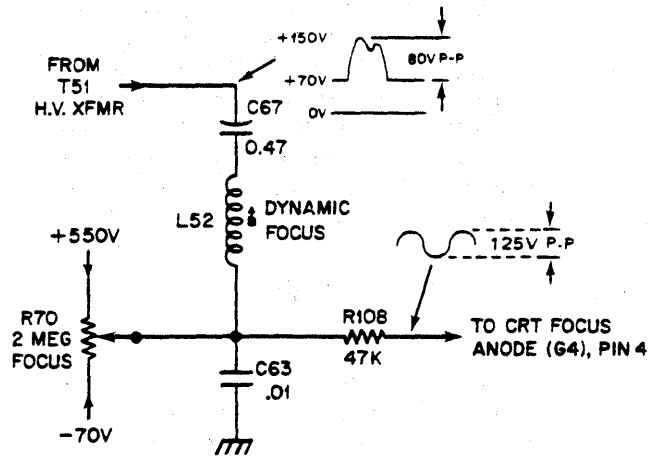 +150V
80V P-P
FROM
T51
H.V. XFMR
+70V
C67
0V
0.47
L52
DYNAMIC
FOCUS
+550V
125V P-P
R70
2 MEG
FOCUS
R108
47K
TO CRT FOCUS
ANODE (G4), PIN 4
C63
.01
-70V